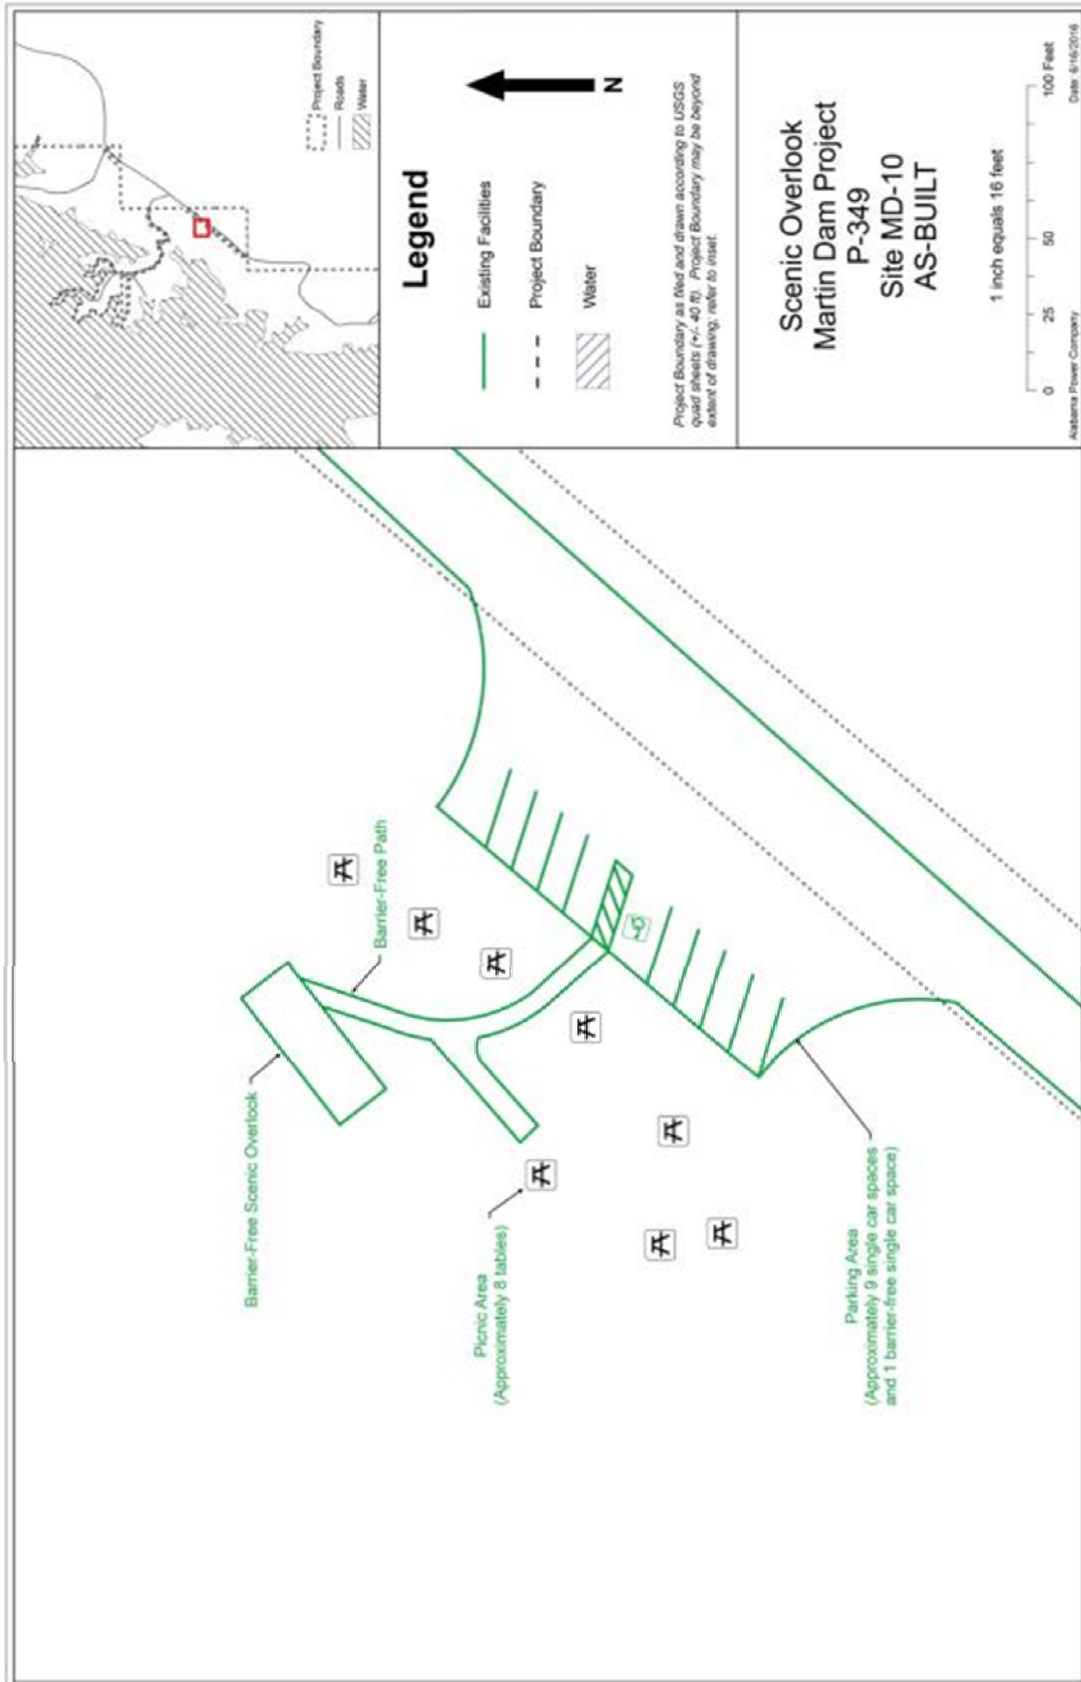 Barrier-Free Scenic Overlook
Barrier-Free Path
Picnic Area
(Approximately 8 tables)
Parking Area
(Approximately 9 single car spaces
and 1 barrier-free single car space)
Project Boundary
Roads
Water
Legend
Existing Facilities
Project Boundary
Water
N
Project Boundary as filed and drawn according to USGS
quad sheets (+/- 40 ft). Project Boundary may be beyond
extent of drawing; refer to inset.
Scenic Overlook
Martin Dam Project
P-349
Site MD-10
AS-BUILT
1 inch equals 16 feet
0 25 50 100 Feet
Alabama Power Company
Date: 6/16/2016